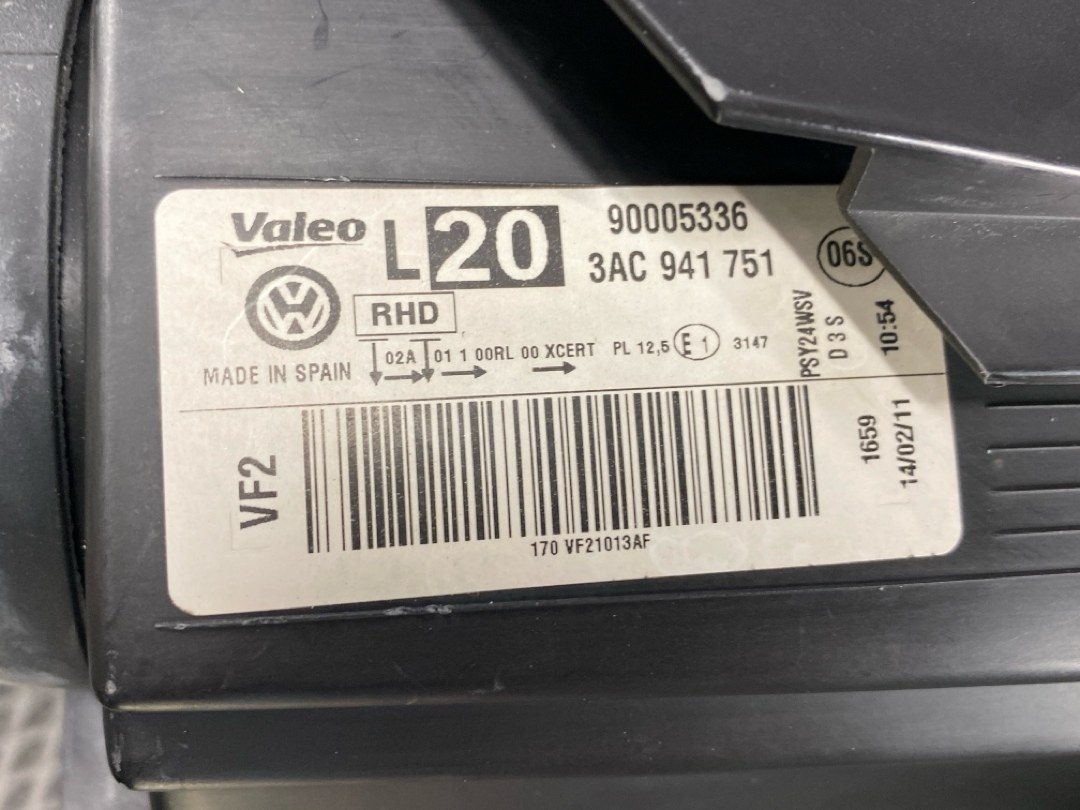 Valeo L 20 90005336
3AC 941 751
06S
RHD
02A 01 1 00RL 00 XCERT PL 12,5 E 1 3147
MADE IN SPAIN
PSY24WSV
D3S
10:54
VF2
1659
14/02/11
170 VF21013AF